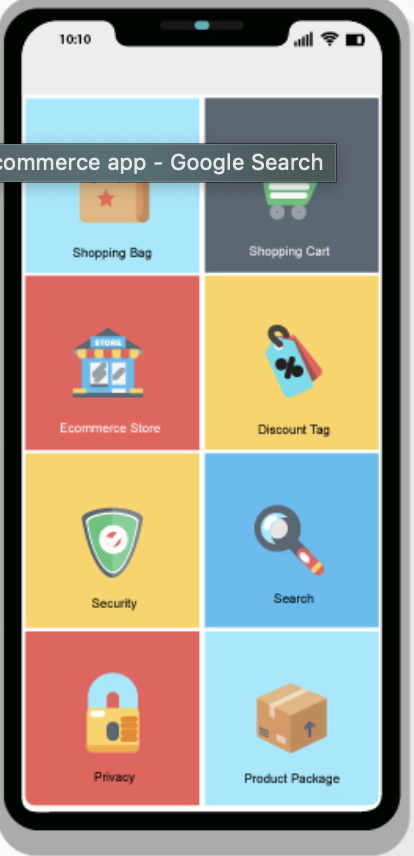 10:10
commerce app - Google Search
Shopping Bag
Shopping Cart
STORE
Ecommerce Store
Discount Tag
%
Security
Search
Privacy
Product Package